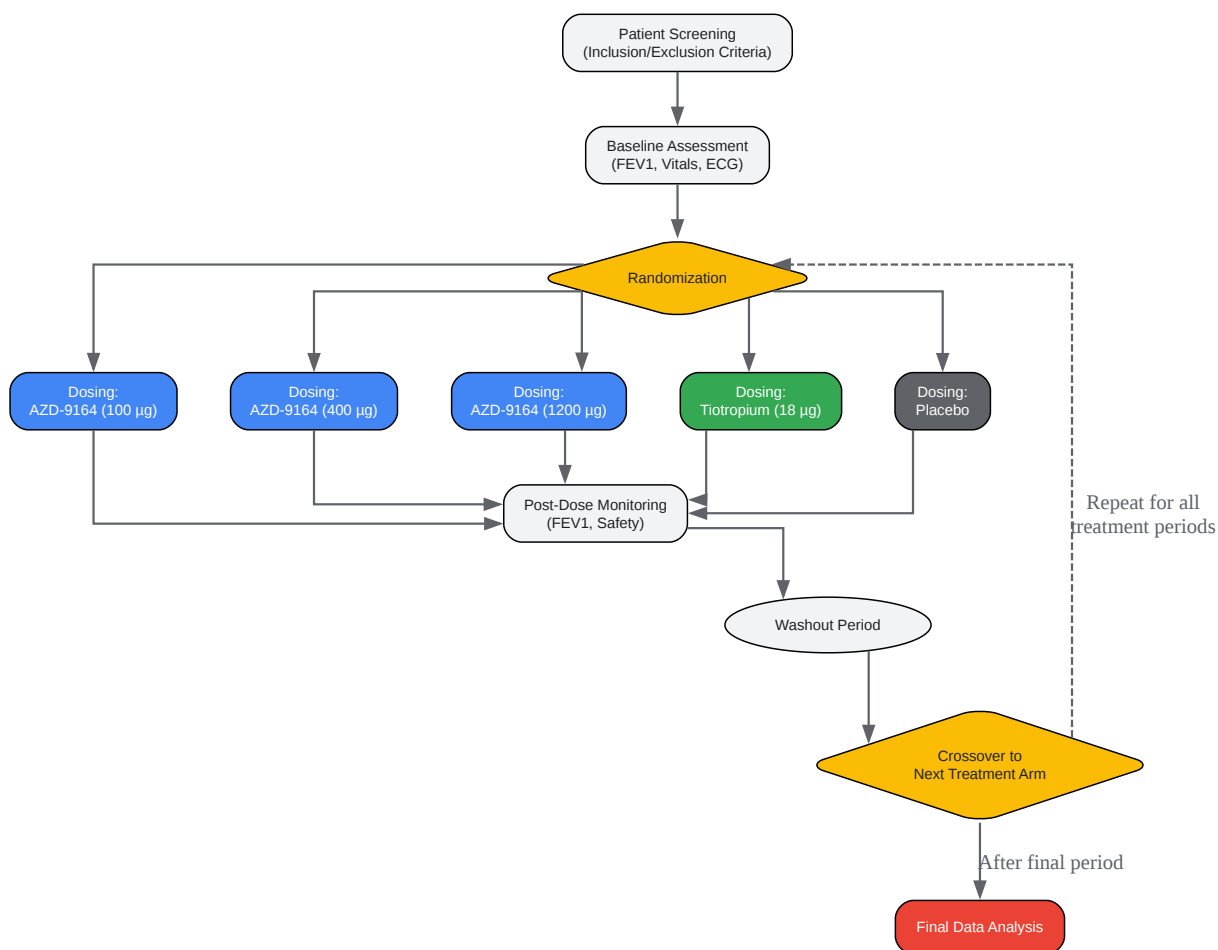 Patient Screening
(Inclusion/Exclusion Criteria)
Baseline Assessment
(FEV1, Vitals, ECG)
Randomization
Dosing:
AZD-9164 (100 µg)
Dosing:
AZD-9164 (400 µg)
Dosing:
AZD-9164 (1200 µg)
Dosing:
Tiotropium (18 µg)
Dosing:
Placebo
Post-Dose Monitoring
(FEV1, Safety)
Repeat for all
treatment periods
Washout Period
Crossover to
Next Treatment Arm
After final period
Final Data Analysis